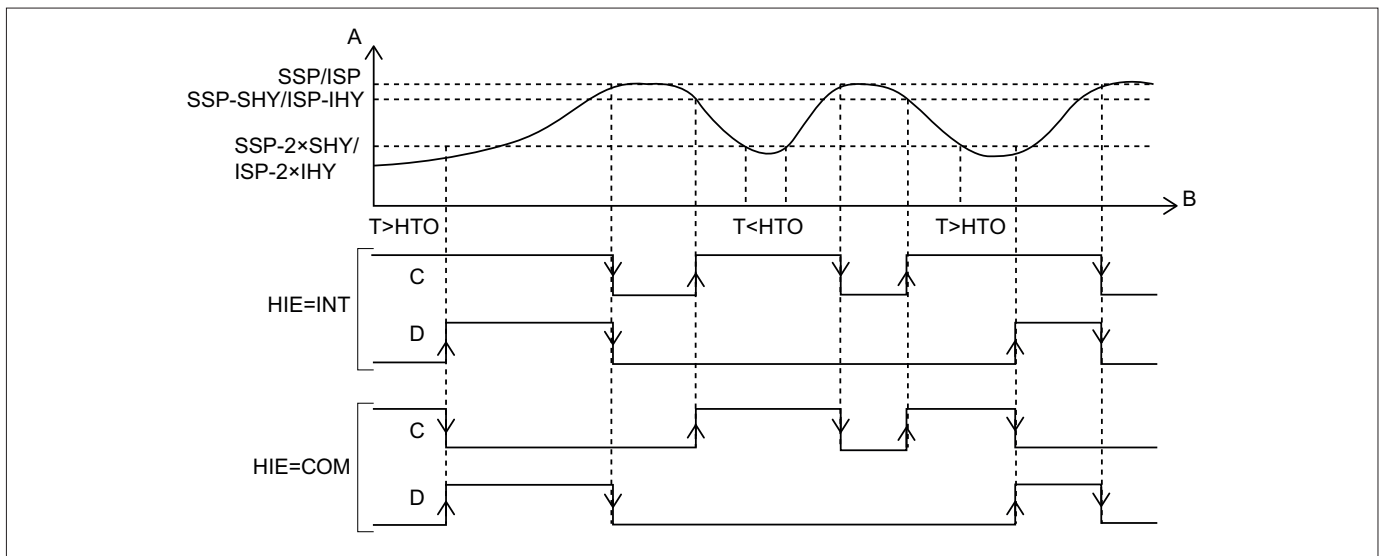 A
SSP/ISP
SSP-SHY/ISP-IHY
SSP-2×SHY/
ISP-2×IHY
B
T>HTO
T<HTO
T>HTO
C
HIE=INT
D
C
HIE=COM
D